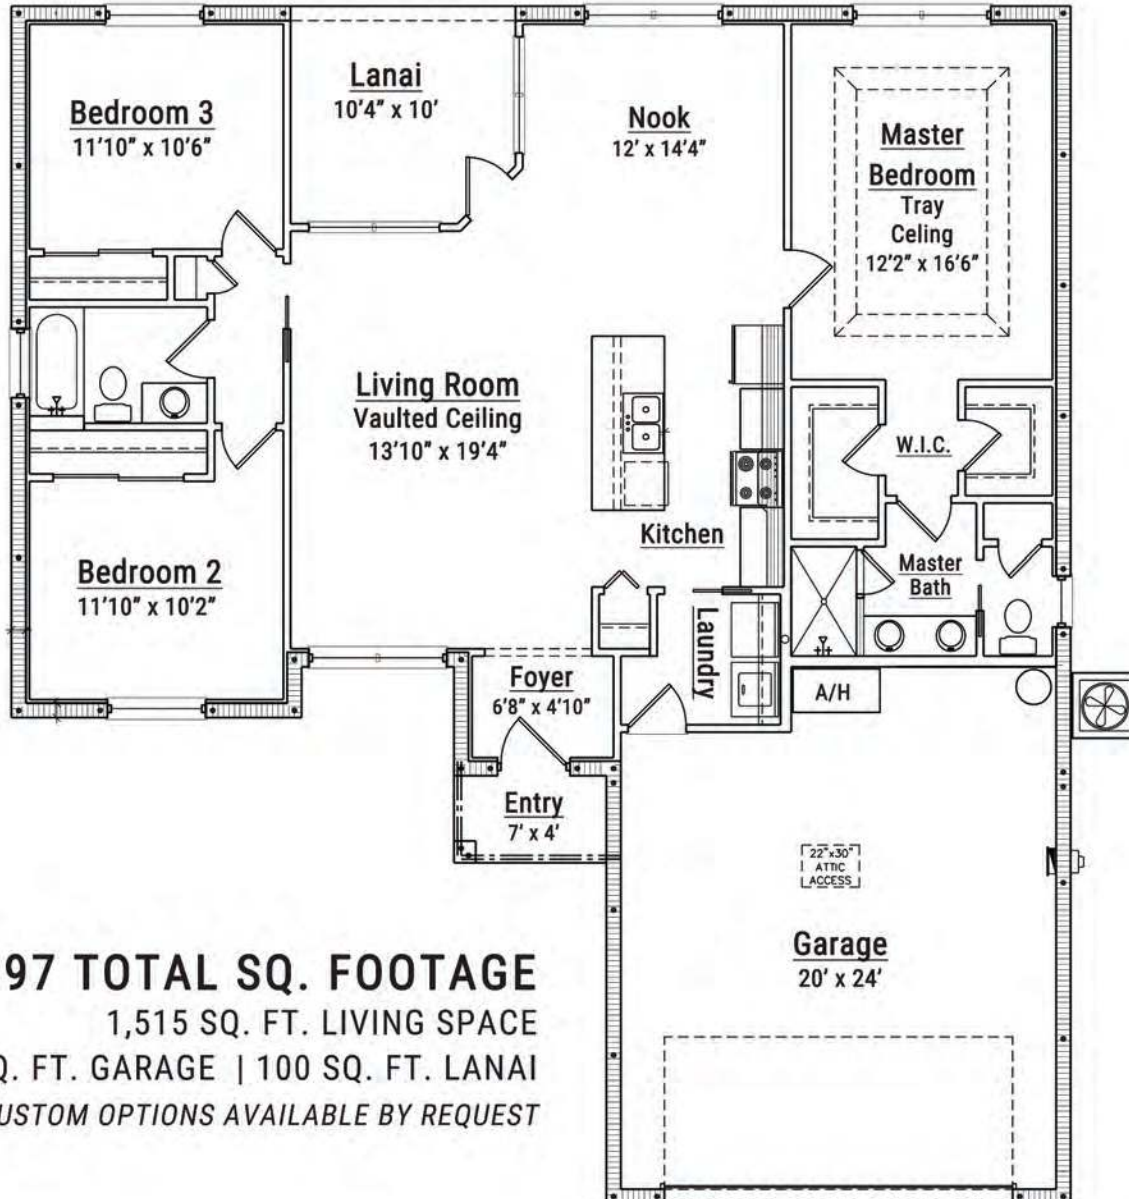 Bedroom 3
11'10" x 10'6"
Lanai
10'4" x 10'
Nook
12' x 14'4"
Master
Bedroom
Tray
Celing
12'2" x 16'6"
Living Room
Vaulted Ceiling
13'10" x 19'4"
W.I.C.
Kitchen
Master
Bath
Bedroom 2
11'10" x 10'2"
Laundry
Foyer
6'8" x 4'10"
A/H
Entry
7' x 4'
22"x30"
ATTIC
ACCESS
Garage
20' x 24'
97 TOTAL SQ. FOOTAGE
1,515 SQ. FT. LIVING SPACE
Q. FT. GARAGE | 100 SQ. FT. LANAI
USTOM OPTIONS AVAILABLE BY REQUEST